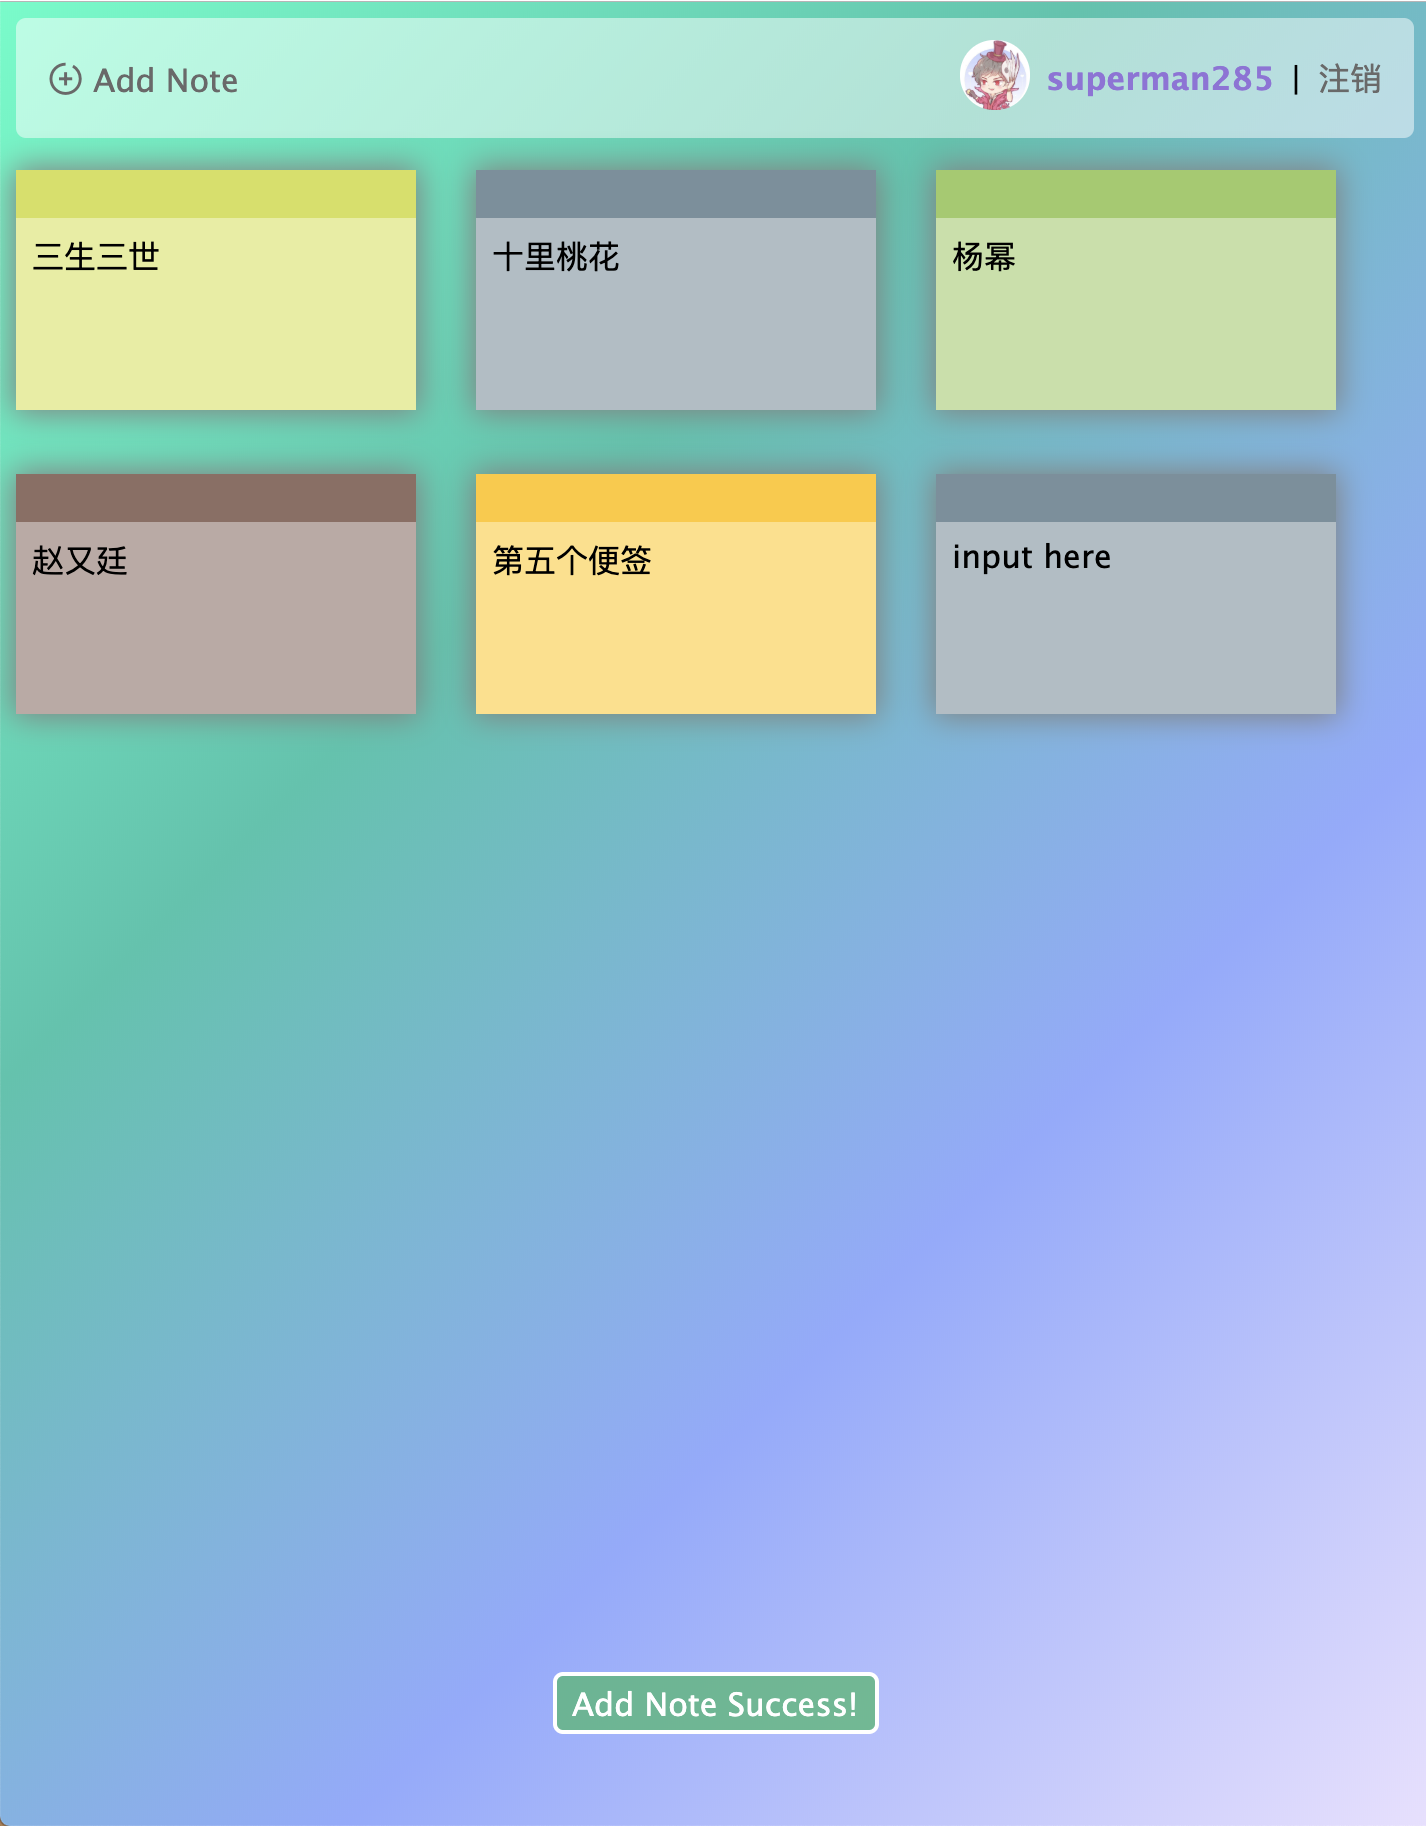 Add Note
superman285 | 注销
三生三世
十里桃花
杨幂
赵又廷
第五个便签
input here
Add Note Success!